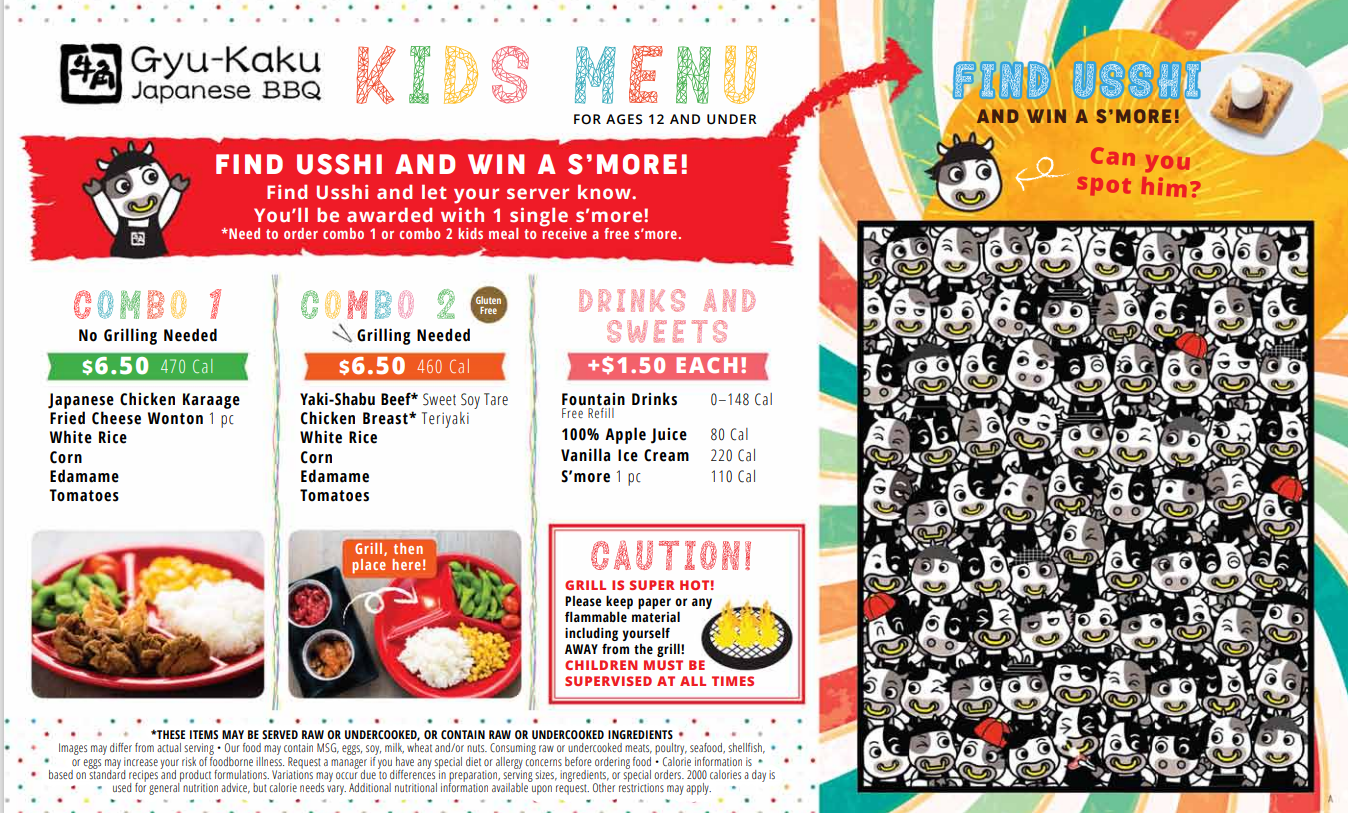 牛角
Gyu-Kaku
Japanese BBQ
KIDS MENU
FOR AGES 12 AND UNDER
FIND USSHI AND WIN A S’MORE!
Find Usshi and let your server know.
You’ll be awarded with 1 single s’more!
*Need to order combo 1 or combo 2 kids meal to receive a free s’more.
COMBO 1
No Grilling Needed
$6.50 470 Cal
Japanese Chicken Karaage
Fried Cheese Wonton 1 pc
White Rice
Corn
Edamame
Tomatoes
COMBO 2
Gluten
Free
Grilling Needed
$6.50 460 Cal
Yaki-Shabu Beef* Sweet Soy Tare
Chicken Breast* Teriyaki
White Rice
Corn
Edamame
Tomatoes
Grill, then
place here!
DRINKS AND
SWEETS
+$1.50 EACH!
Fountain Drinks 0–148 Cal
Free Refill
100% Apple Juice 80 Cal
Vanilla Ice Cream 220 Cal
S’more 1 pc 110 Cal
CAUTION!
GRILL IS SUPER HOT!
Please keep paper or any
flammable material
including yourself
AWAY from the grill!
CHILDREN MUST BE
SUPERVISED AT ALL TIMES
*THESE ITEMS MAY BE SERVED RAW OR UNDERCOOKED, OR CONTAIN RAW OR UNDERCOOKED INGREDIENTS
Images may differ from actual serving • Our food may contain MSG, eggs, soy, milk, wheat and/or nuts. Consuming raw or undercooked meats, poultry, seafood, shellfish,
or eggs may increase your risk of foodborne illness. Request a manager if you have any special diet or allergy concerns before ordering food • Calorie information is
based on standard recipes and product formulations. Variations may occur due to differences in preparation, serving sizes, ingredients, or special orders. 2000 calories a day is
used for general nutrition advice, but calorie needs vary. Additional nutritional information available upon request. Other restrictions may apply.
FIND USSHI
AND WIN A S’MORE!
Can you
spot him?
A